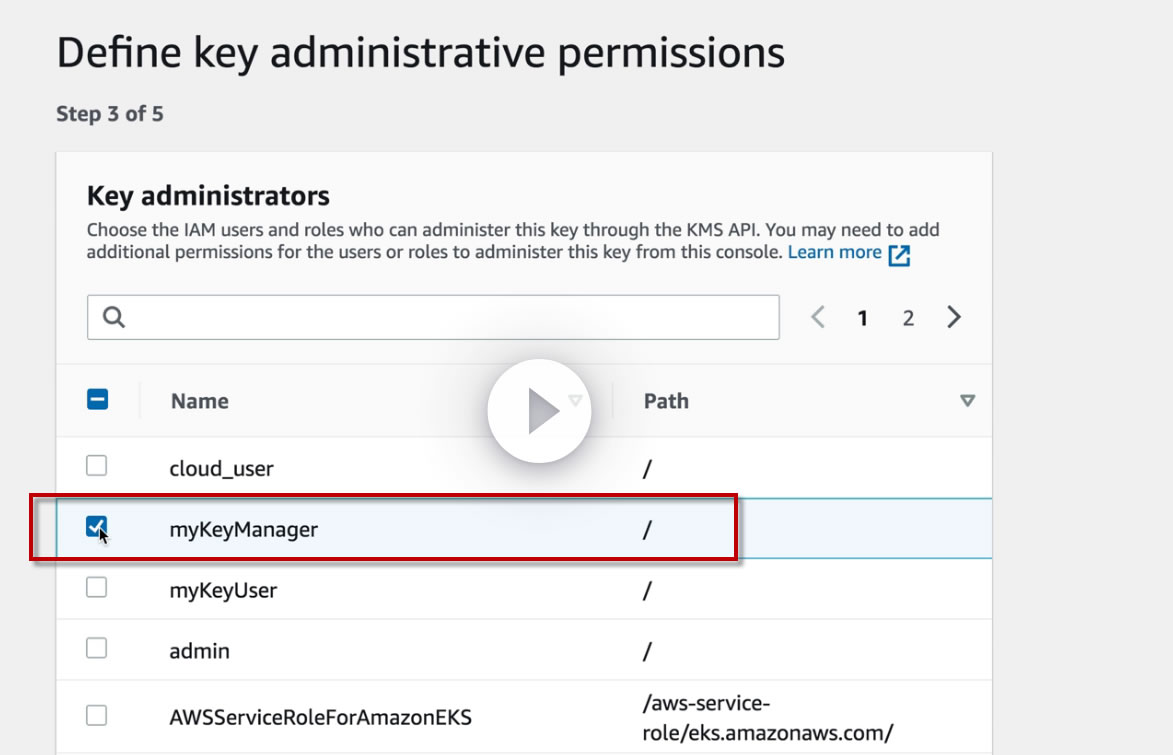 Define key administrative permissions
Step 3 of 5
Key administrators
Choose the IAM users and roles who can administer this key through the KMS API. You may need to add
additional permissions for the users or roles to administer this key from this console. Learn more
1 2
Name Path
cloud_user /
myKeyManager /
myKeyUser /
admin /
AWSServiceRoleForAmazonEKS /aws-service-
role/eks.amazonaws.com/